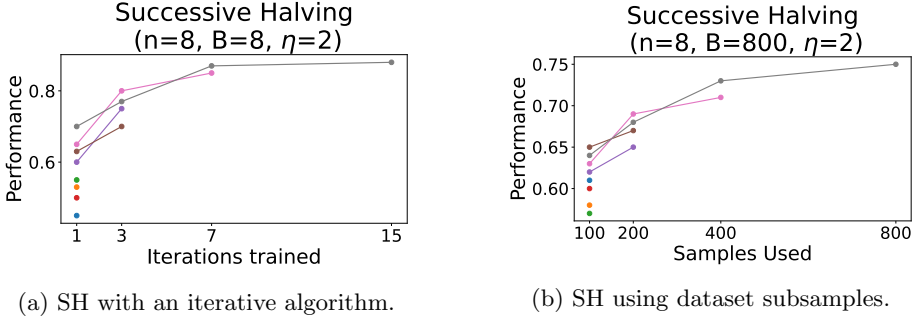 Successive Halving
(n=8, B=8, η=2)
Performance
0.8
0.6
1 3 7 15
Iterations trained
(a) SH with an iterative algorithm.
Successive Halving
(n=8, B=800, η=2)
Performance
0.75
0.70
0.65
0.60
100 200 400 800
Samples Used
(b) SH using dataset subsamples.